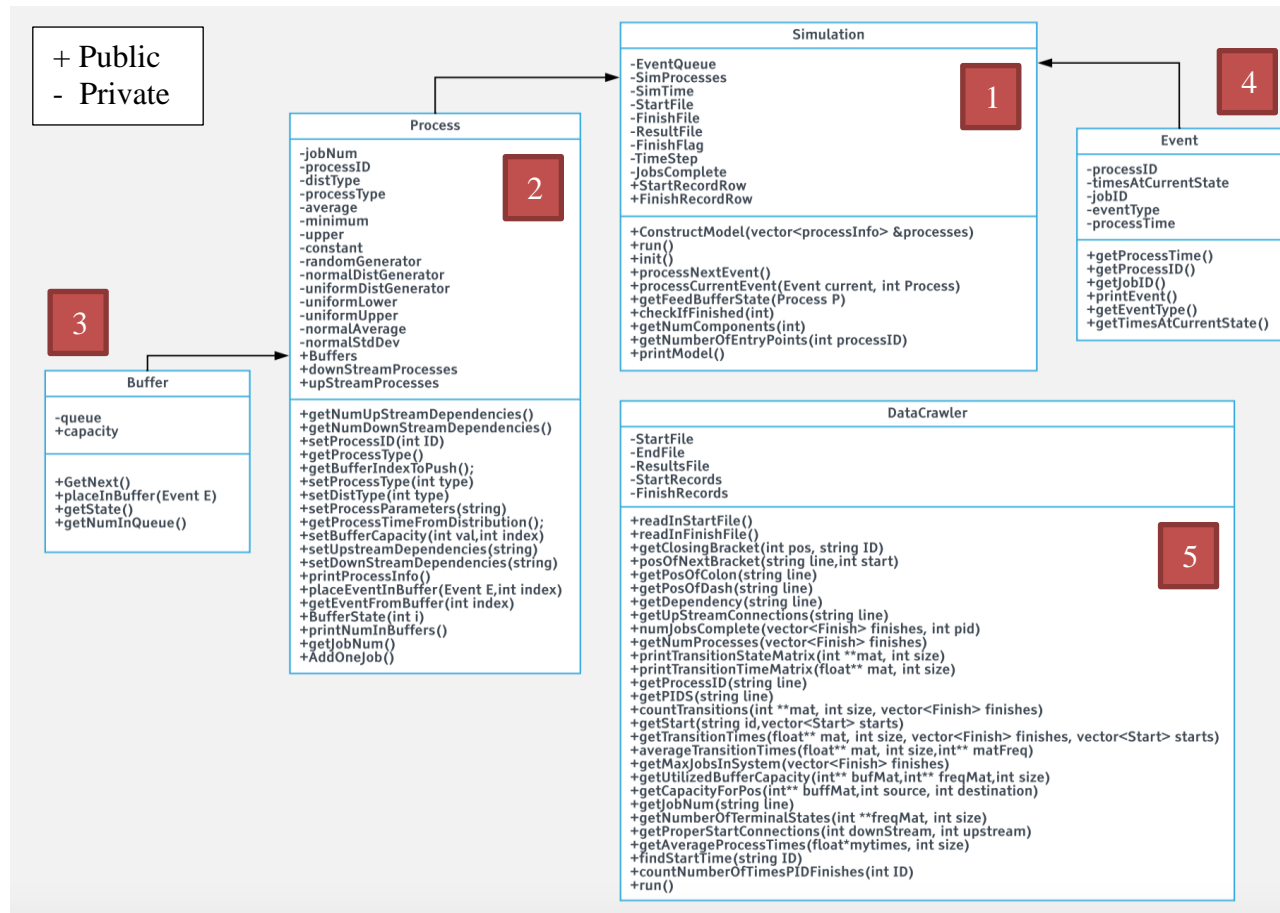 + Public
- Private
Simulation
-EventQueue
-SimProcesses
-SimTime
-StartFile
-FinishFile
-ResultFile
-FinishFlag
-TimeStep
-JobsComplete
+StartRecordRow
+FinishRecordRow
+ConstructModel(vector<processInfo> &processes)
+run()
+init()
+processNextEvent()
+processCurrentEvent(Event current, int Process)
+getFeedBufferState(Process P)
+checkIfFinished(int)
+getNumComponents(int)
+getNumberOfEntryPoints(int processID)
+printModel()
1
Process
-jobNum
-processID
-distType
-processType
-average
-minimum
-upper
-constant
-randomGenerator
-normalDistGenerator
-uniformDistGenerator
-uniformLower
-uniformUpper
-normalAverage
-normalStdDev
+Buffers
+downStreamProcesses
+upStreamProcesses
+getNumUpStreamDependencies()
+getNumDownStreamDependencies()
+setProcessID(int ID)
+getProcessType()
+getBufferIndexToPush();
+setProcessType(int type)
+setDistType(int type)
+setProcessParameters(string)
+getProcessTimeFromDistribution();
+setBufferCapacity(int val,int index)
+setUpstreamDependencies(string)
+setDownStreamDependencies(string)
+printProcessInfo()
+placeEventInBuffer(Event E,int index)
+getEventFromBuffer(int index)
+BufferState(int i)
+printNumInBuffers()
+getJobNum()
+AddOneJob()
2
3
Buffer
-queue
+capacity
+GetNext()
+placeInBuffer(Event E)
+getState()
+getNumInQueue()
4
Event
-processID
-timesAtCurrentState
-jobID
-eventType
-processTime
+getProcessTime()
+getProcessID()
+getJobID()
+printEvent()
+getEventType()
+getTimesAtCurrentState()
DataCrawler
-StartFile
-EndFile
-ResultsFile
-StartRecords
-FinishRecords
+readInStartFile()
+readInFinishFile()
+getClosingBracket(int pos, string ID)
+posOfNextBracket(string line,int start)
+getPosOfColon(string line)
+getPosOfDash(string line)
+getDependency(string line)
+getUpStreamConnections(string line)
+numJobsComplete(vector<Finish> finishes, int pid)
+getNumProcesses(vector<Finish> finishes)
+printTransitionStateMatrix(int **mat, int size)
+printTransitionTimeMatrix(float** mat, int size)
+getProcessID(string line)
+getPIDS(string line)
+countTransitions(int **mat, int size, vector<Finish> finishes)
+getStart(string id,vector<Start> starts)
+getTransitionTimes(float** mat, int size, vector<Finish> finishes, vector<Start> starts)
+averageTransitionTimes(float** mat, int size,int** matFreq)
+getMaxJobsInSystem(vector<Finish> finishes)
+getUtilizedBufferCapacity(int** bufMat,int** freqMat,int size)
+getCapacityForPos(int** buffMat,int source, int destination)
+getJobNum(string line)
+getNumberOfTerminalStates(int **freqMat, int size)
+getProperStartConnections(int downStream, int upstream)
+getAverageProcessTimes(float*mytimes, int size)
+findStartTime(string ID)
+countNumberOfTimesPIDFinishes(int ID)
+run()
5